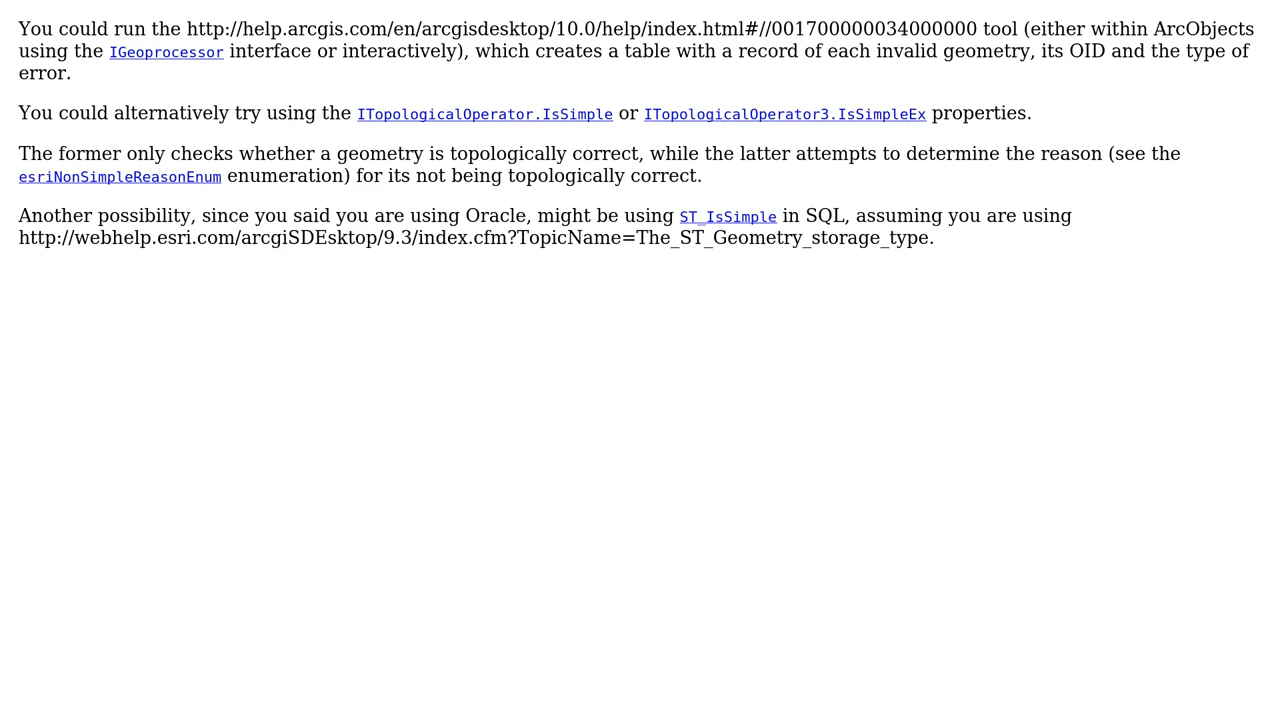 You could run the http://help.arcgis.com/en/arcgisdesktop/10.0/help/index.html#//001700000034000000 tool (either within ArcObjects
using the IGeoprocessor interface or interactively), which creates a table with a record of each invalid geometry, its OID and the type of
error.
You could alternatively try using the ITopologicalOperator.IsSimple or ITopologicalOperator3.IsSimpleEx properties.
The former only checks whether a geometry is topologically correct, while the latter attempts to determine the reason (see the
esriNonSimpleReasonEnum enumeration) for its not being topologically correct.
Another possibility, since you said you are using Oracle, might be using ST_IsSimple in SQL, assuming you are using
http://webhelp.esri.com/arcgiSDEsktop/9.3/index.cfm?TopicName=The_ST_Geometry_storage_type.